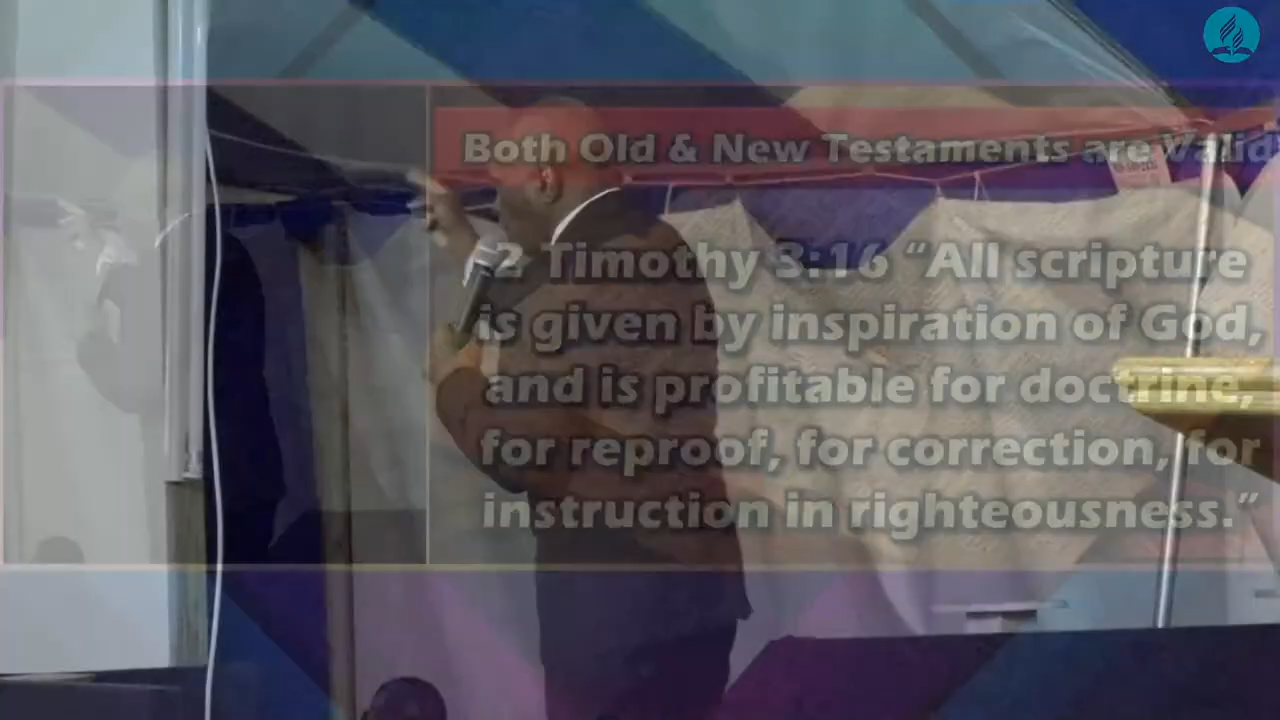 Both Old & New Testaments are Valid
2 Timothy 3:16 “All scripture
is given by inspiration of God,
and is profitable for doctrine,
for reproof, for correction, for
instruction in righteousness.”